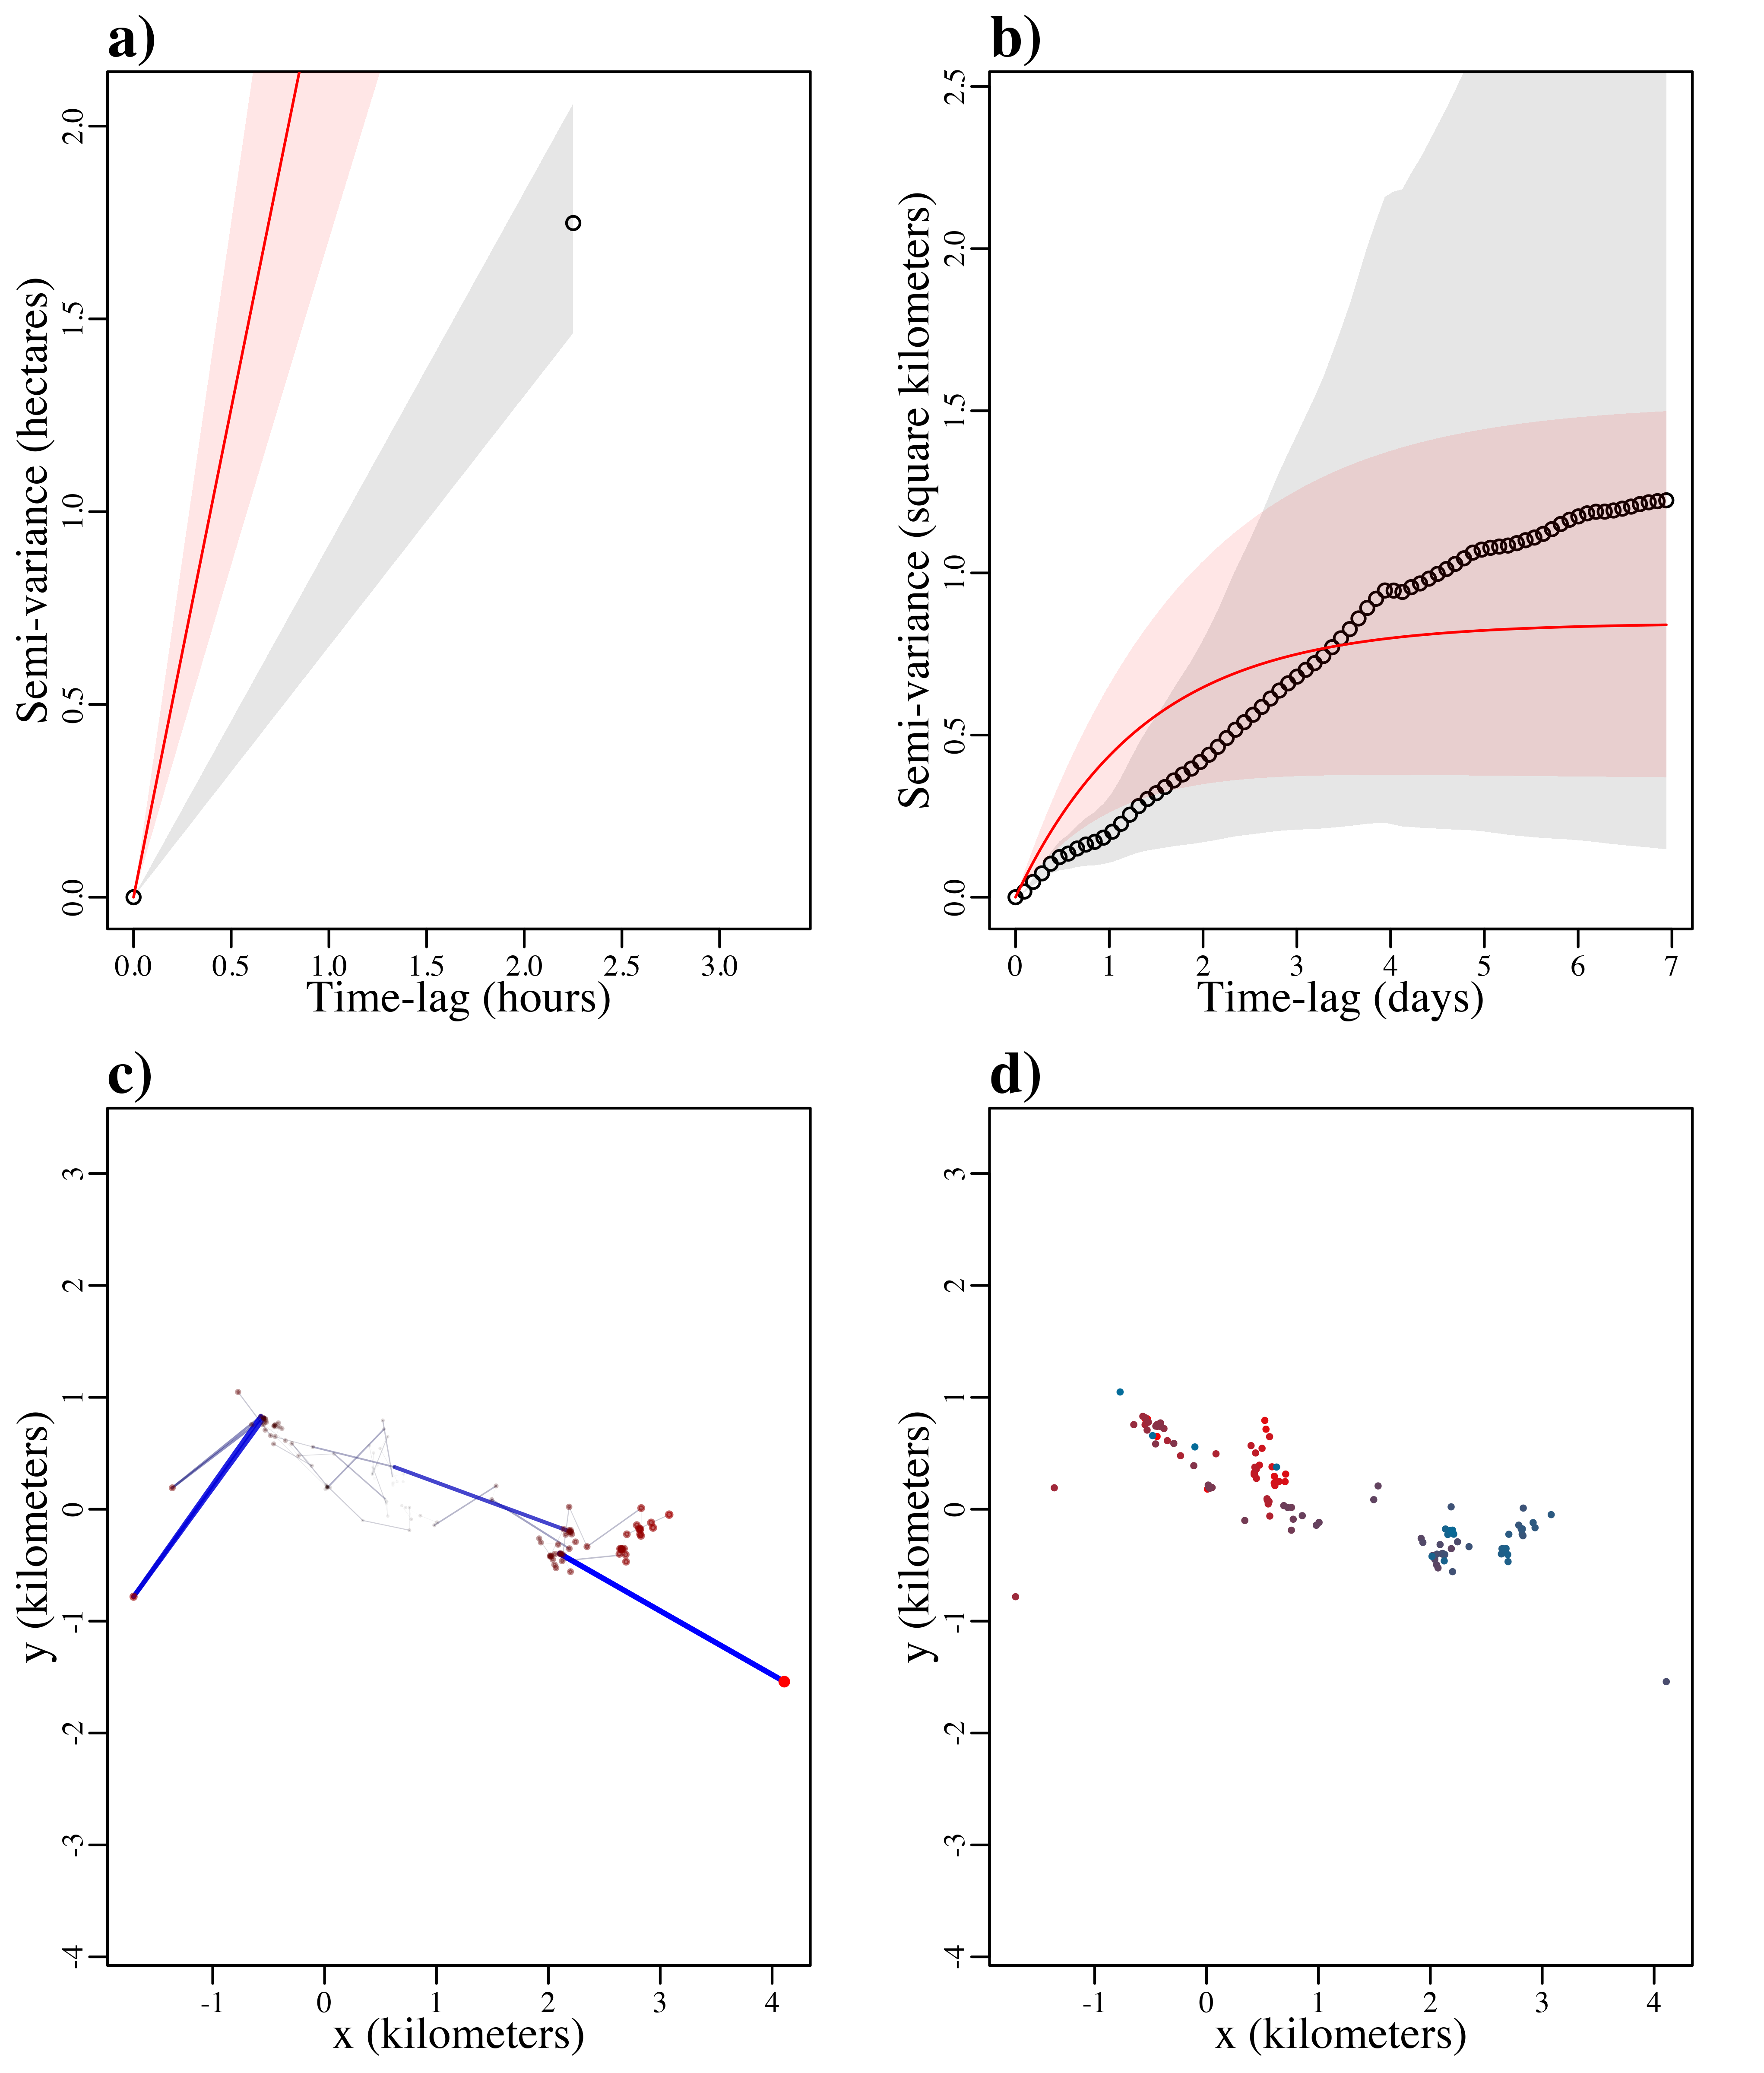 a)
Semi-variance (hectares)
2.0
1.5
1.0
0.5
0.0
0.0 0.5 1.0 1.5 2.0 2.5 3.0
Time-lag (hours)
b)
Semi-variance (square kilometers)
2.5
2.0
1.5
1.0
0.5
0.0
0 1 2 3 4 5 6 7
Time-lag (days)
c)
y (kilometers)
3
2
1
0
-1
-2
-3
-4
-1 0 1 2 3 4
x (kilometers)
d)
y (kilometers)
3
2
1
0
-1
-2
-3
-4
-1 0 1 2 3 4
x (kilometers)